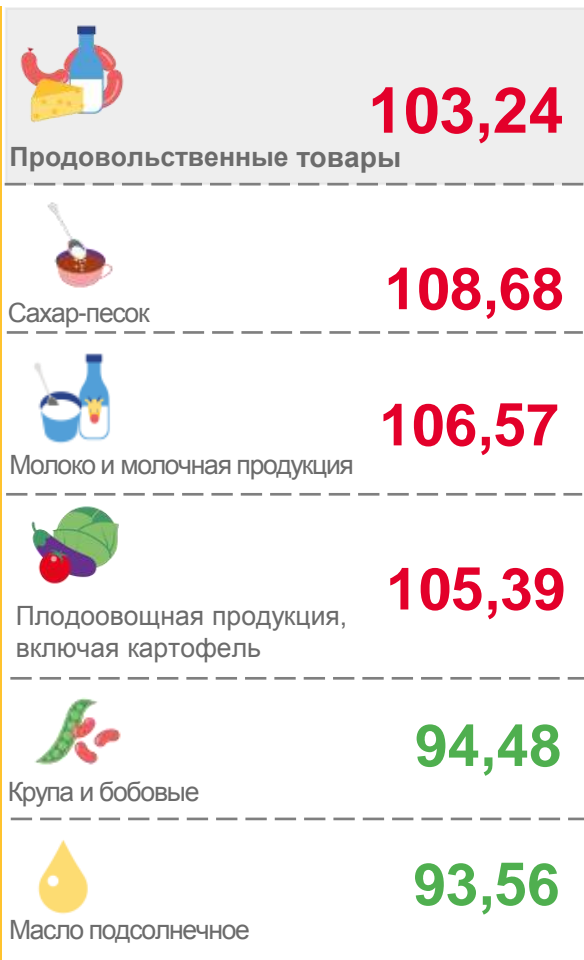 103,24
Продовольственные товары
108,68
Сахар-песок
106,57
Молоко и молочная продукция
105,39
Плодоовощная продукция,
включая картофель
94,48
Крупа и бобовые
93,56
Масло подсолнечное